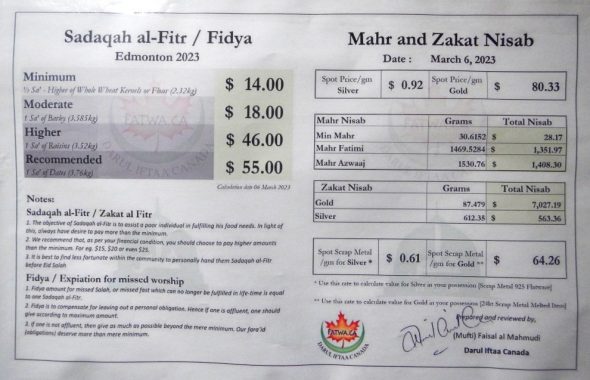 Sadaqah al-Fitr / Fidya
Edmonton 2023
Minimum
½ Sa' - Higher of Whole Wheat Kernels or Flour (2.32kg)
$ 14.00
Moderate
1 Sa' of Barley (3.585kg)
$ 18.00
Higher
1 Sa' of Raisins (3.52kg)
$ 46.00
Recommended
1 Sa' of Dates (3.76kg)
$ 55.00
Calculation date 06 March 2023
FATWA.CA
DARUL IFTAA CANADA
Notes:
Sadaqah al-Fitr / Zakat al Fitr
1. The objective of Sadaqah al-Fitr is to assist a poor individual in fulfilling his food needs. In light of
this, always have desire to pay more than the minimum.
2. We recommend that, as per your financial condition, you should choose to pay higher amounts
than the minimum. For eg. $15, $20 or even $25.
3. It is best to find less fortunate within the community to personally hand them Sadaqah al-Fitr
before Eid Salah
Fidya / Expiation for missed worship
1. Fidya amount for missed Salah, or missed fast which can no longer be fulfilled in life-time is equal
to one Sadaqah al-Fitr.
2. Fidya is to compensate for leaving out a personal obligation. Hence if one is affluent, one should
give according to maximum amount.
3. If one is not affluent, then give as much as possible beyond the mere minimum. Our fara'id
(obligations) deserve more than mere minimum.
Mahr and Zakat Nisab
Date : March 6, 2023
Spot Price/gm Silver $ 0.92 Spot Price/gm Gold $ 80.33
Mahr Nisab Grams Total Nisab
Min Mahr 30.6152 $ 28.17
Mahr Fatimi 1469.5284 $ 1,351.97
Mahr Azwaaj 1530.76 $ 1,408.30
Zakat Nisab Grams Total Nisab
Gold 87.479 $ 7,027.19
Silver 612.35 $ 563.36
Spot Scrap Metal /gm for Silver * $ 0.61 Spot Scrap Metal /gm for Gold ** $ 64.26
* Use this rate to calculate value for Silver in your possession [Scrap Metal 925 Flatware]
** Use this rate to calculate value for Gold in your possession [24kt Scrap Metal Melted Item]
Prepared and reviewed by,
(Mufti) Faisal al Mahmudi
Darul Iftaa Canada
FATWA.CA
DARUL IFTAA CANADA